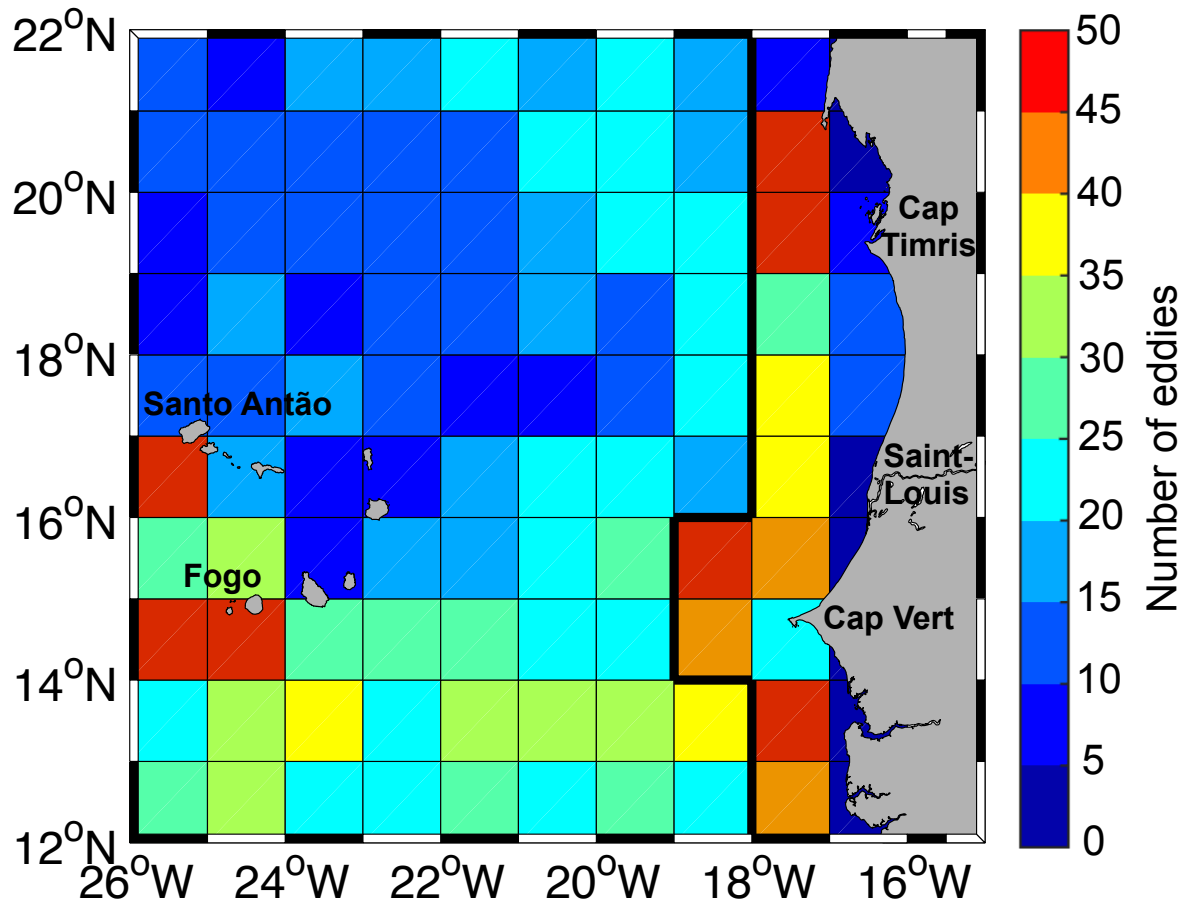 22°N
20°N
18°N
16°N
14°N
12°N
26°W
24°W
22°W
20°W
18°W
16°W
Cap
Timris
Santo Antão
Saint-
Louis
Fogo
Cap Vert
50
45
40
35
30
25
20
15
10
5
0
Number of eddies